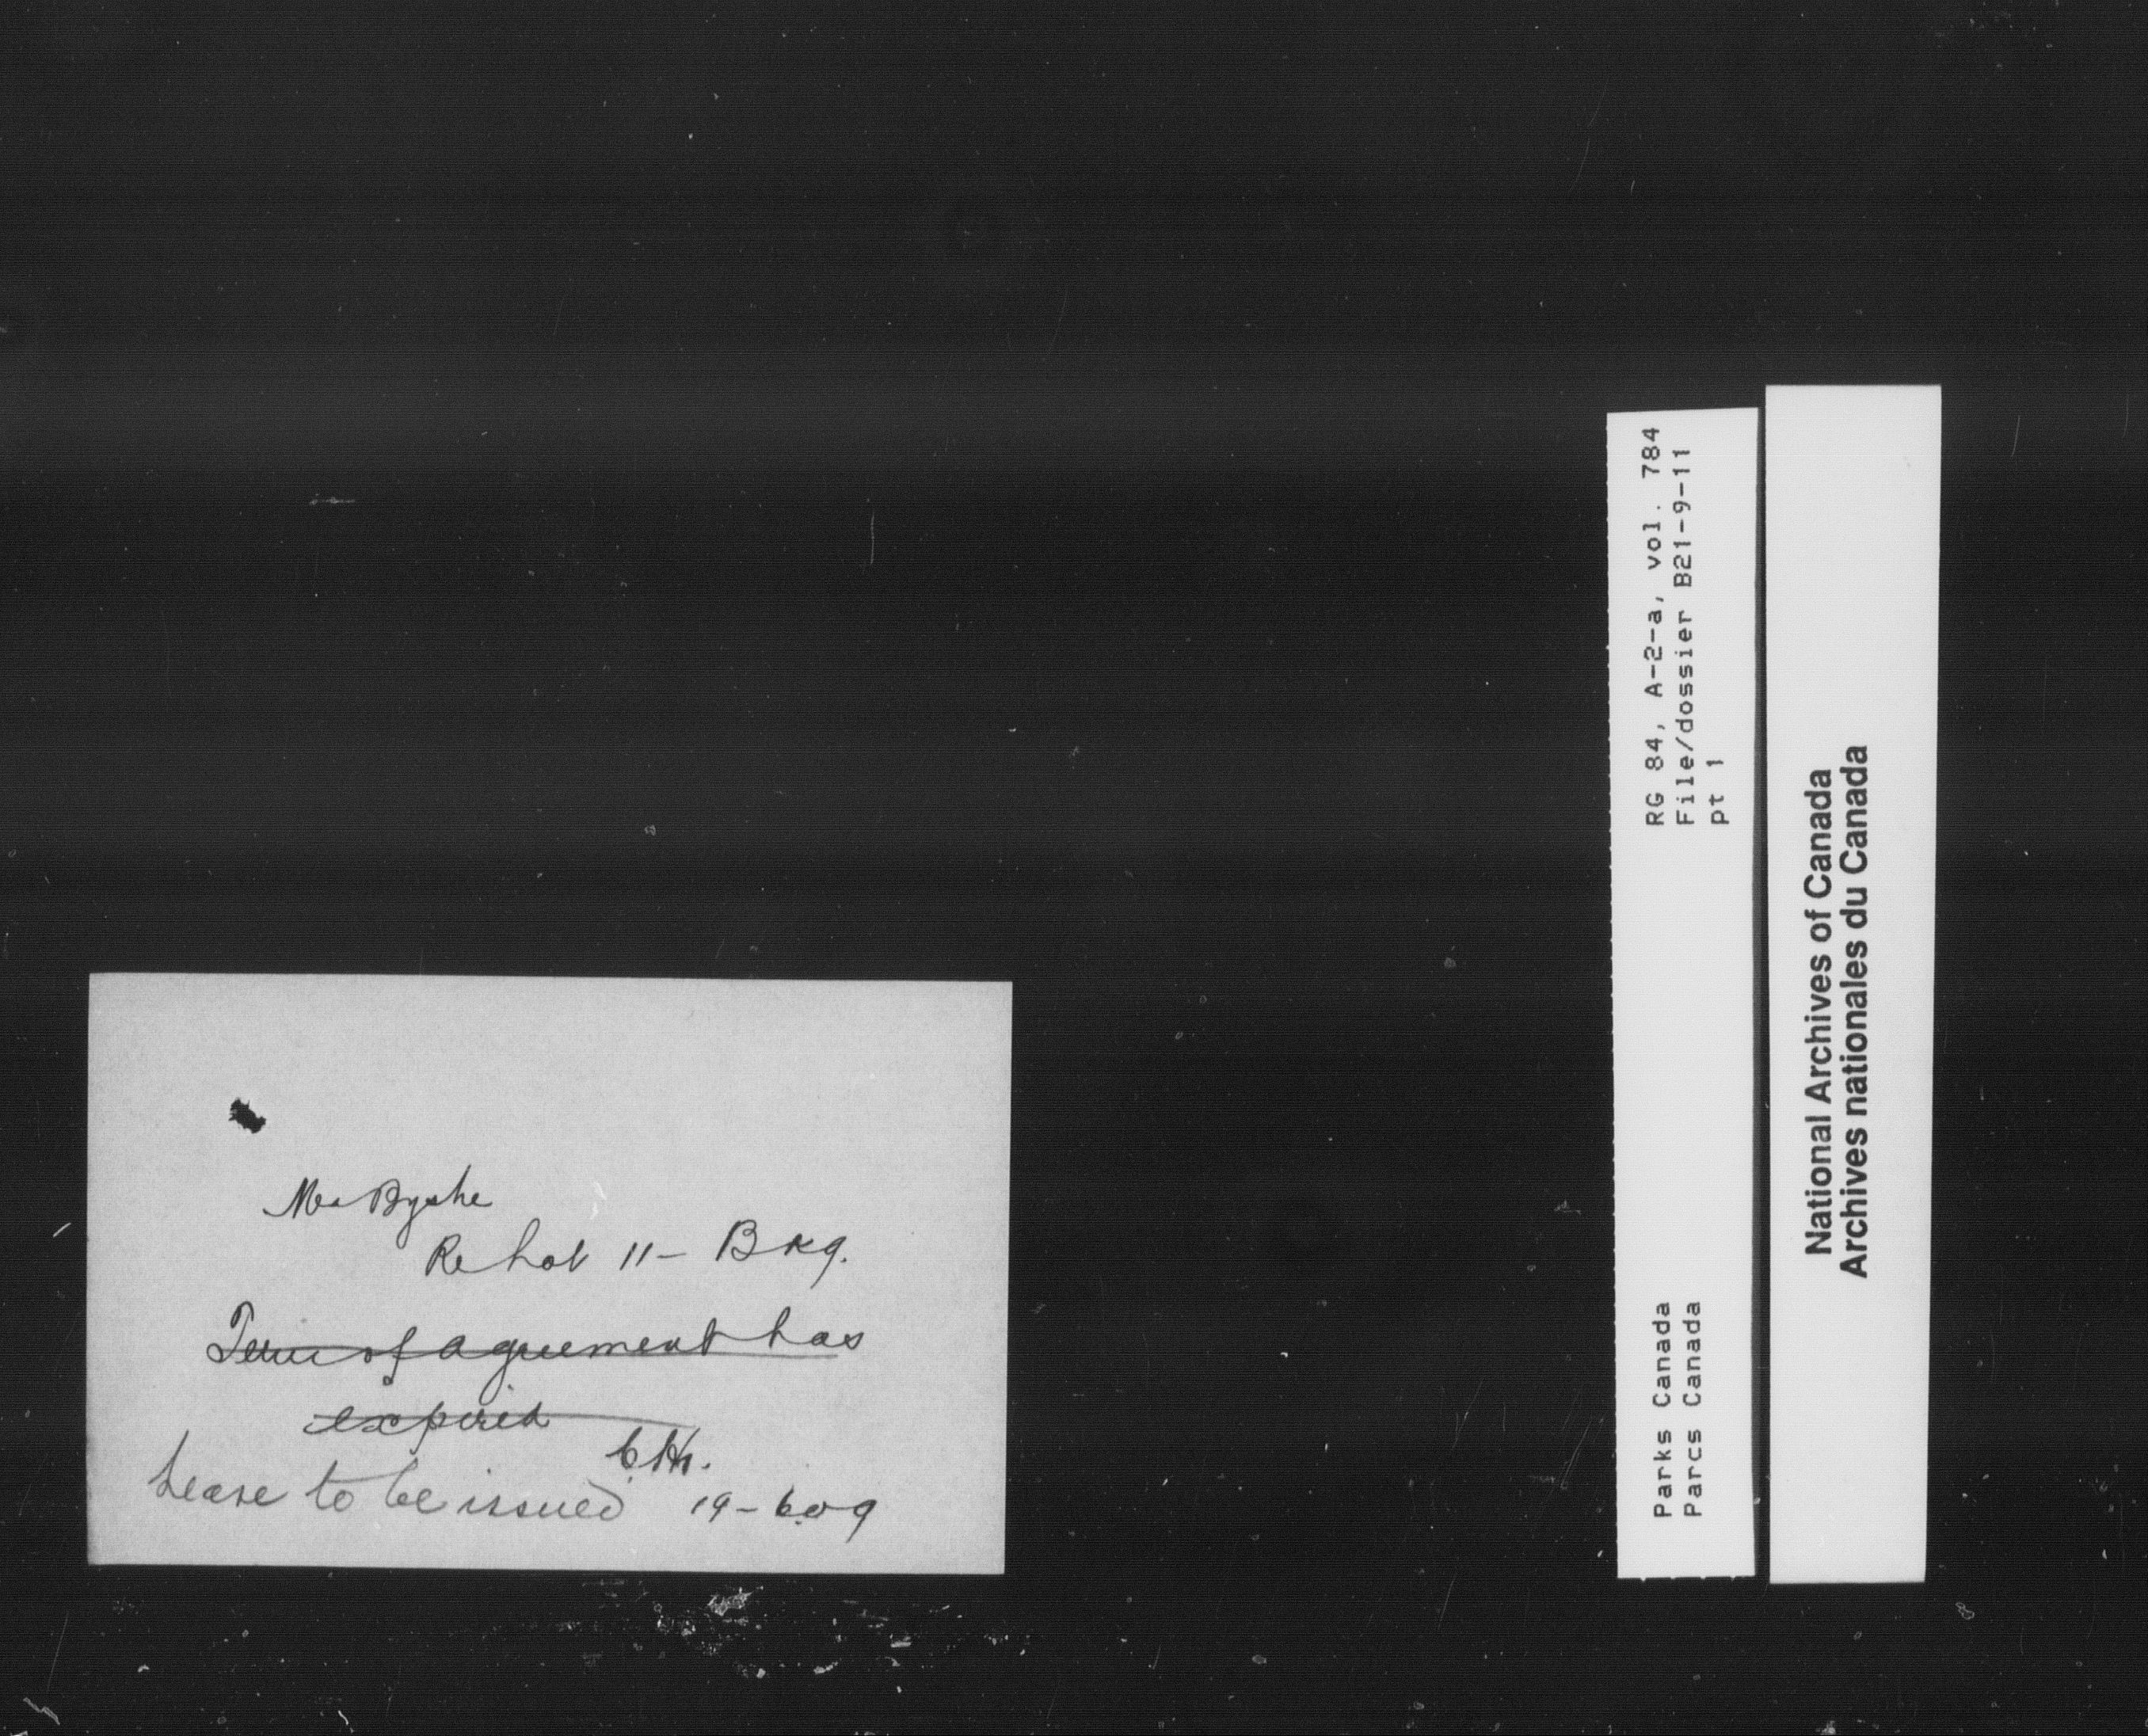 Mr Byshe
Re Lot 11 - B K 9.
Term of agreement has
expired
Lease to be issued 19-6-09
RG 84, A-2-a, vol. 784
File/dossier B21-9-11
pt 1
Parks Canada
Parcs Canada
National Archives of Canada
Archives nationales du Canada